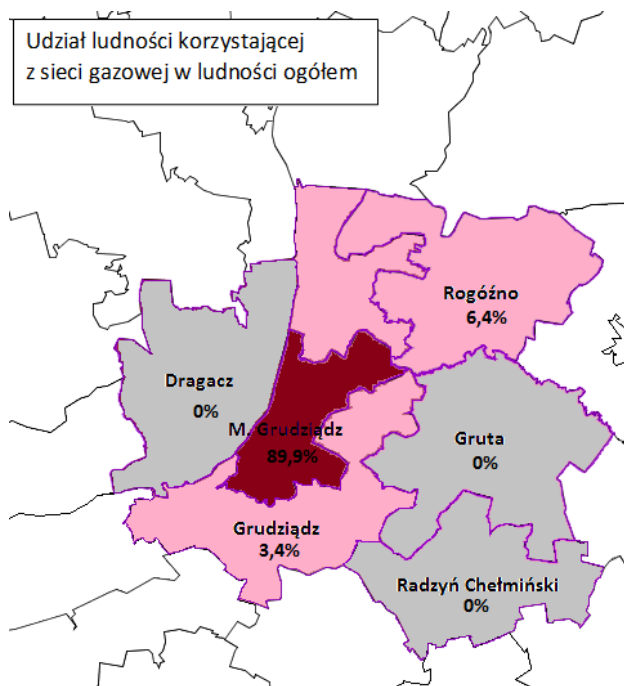 Udział ludności korzystającej
z sieci gazowej w ludności ogółem
Rogóźno
6,4%
Dragacz
0%
M. Grudziądz
89,9%
Gruta
0%
Grudziądz
3,4%
Radzyń Chełmiński
0%